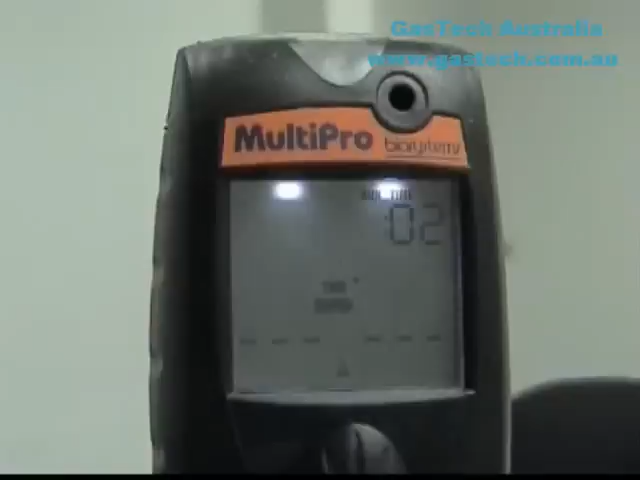 GasTech Australia
www.gastech.com.au
MultiPro
biosystems
:02
--- ---